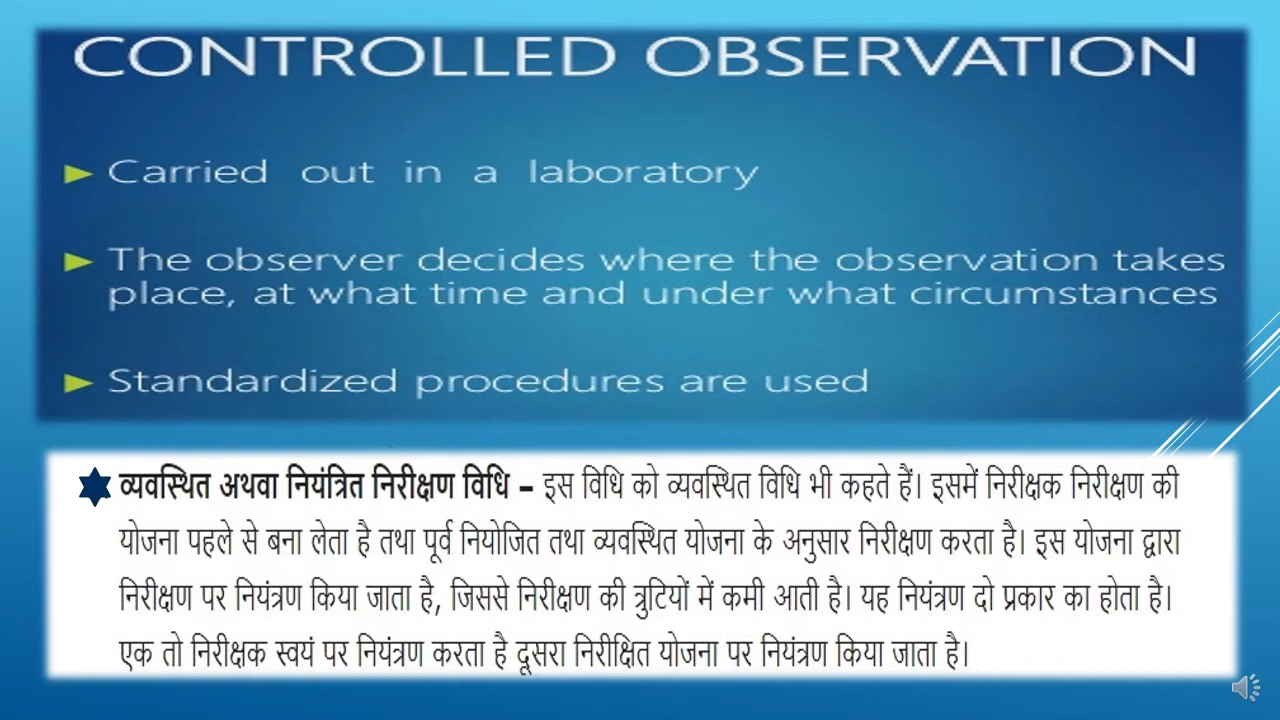 CONTROLLED OBSERVATION
Carried out in a laboratory
The observer decides where the observation takes
place, at what time and under what circumstances
Standardized procedures are used
व्यवस्थित अथवा नियंत्रित निरीक्षण विधि – इस विधि को व्यवस्थित विधि भी कहते हैं। इसमें निरीक्षक निरीक्षण की
योजना पहले से बना लेता है तथा पूर्व नियोजित तथा व्यवस्थित योजना के अनुसार निरीक्षण करता है। इस योजना द्वारा
निरीक्षण पर नियंत्रण किया जाता है, जिससे निरीक्षण की त्रुटियों में कमी आती है। यह नियंत्रण दो प्रकार का होता है।
एक तो निरीक्षक स्वयं पर नियंत्रण करता है दूसरा निरीक्षित योजना पर नियंत्रण किया जाता है।